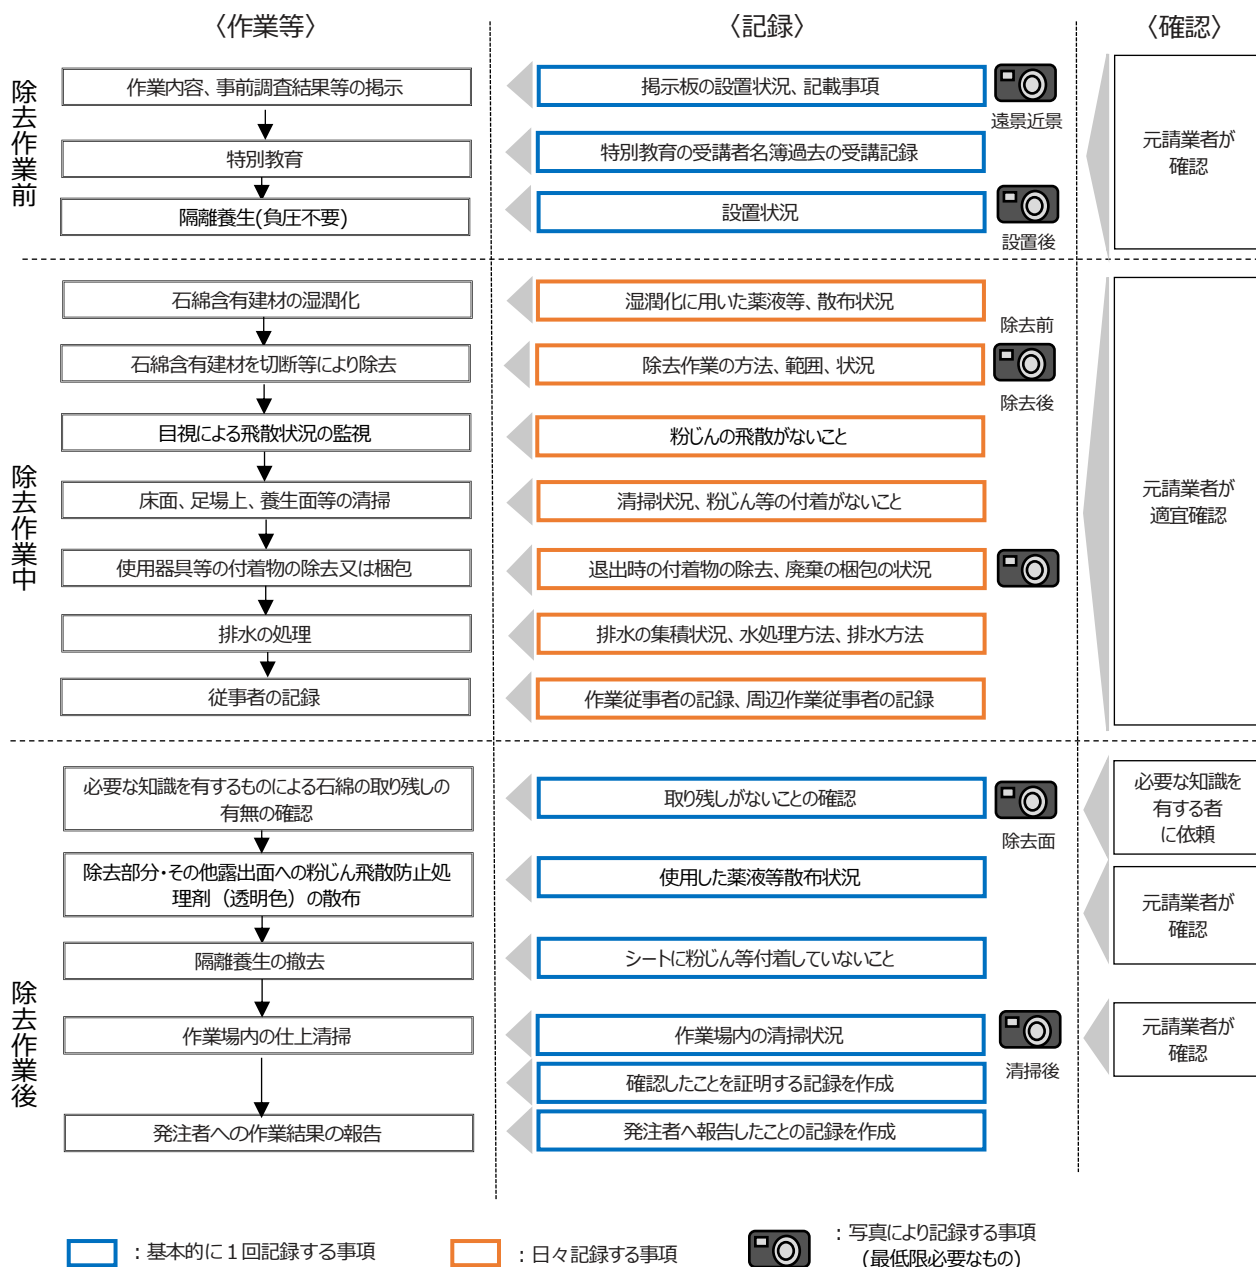 〈作業等〉
〈記録〉
〈確認〉
除去作業前
作業内容、事前調査結果等の掲示
掲示板の設置状況、記載事項
遠景近景
特別教育
特別教育の受講者名簿過去の受講記録
隔離養生(負圧不要)
設置状況
設置後
元請業者が
確認
除去作業中
石綿含有建材の湿潤化
湿潤化に用いた薬液等、散布状況
除去前
石綿含有建材を切断等により除去
除去作業の方法、範囲、状況
除去後
目視による飛散状況の監視
粉じんの飛散がないこと
床面、足場上、養生面等の清掃
清掃状況、粉じん等の付着がないこと
使用器具等の付着物の除去又は梱包
退出時の付着物の除去、廃棄の梱包の状況
排水の処理
排水の集積状況、水処理方法、排水方法
従事者の記録
作業従事者の記録、周辺作業従事者の記録
元請業者が
適宜確認
除去作業後
必要な知識を有するものによる石綿の取り残しの
有無の確認
取り残しがないことの確認
除去面
必要な知識を
有する者
に依頼
除去部分・その他露出面への粉じん飛散防止処
理剤（透明色）の散布
使用した薬液等散布状況
元請業者が
確認
隔離養生の撤去
シートに粉じん等付着していないこと
作業場内の仕上清掃
作業場内の清掃状況
清掃後
元請業者が
確認
確認したことを証明する記録を作成
発注者への作業結果の報告
発注者へ報告したことの記録を作成
：基本的に１回記録する事項
：日々記録する事項
：写真により記録する事項
（最低限必要なもの）